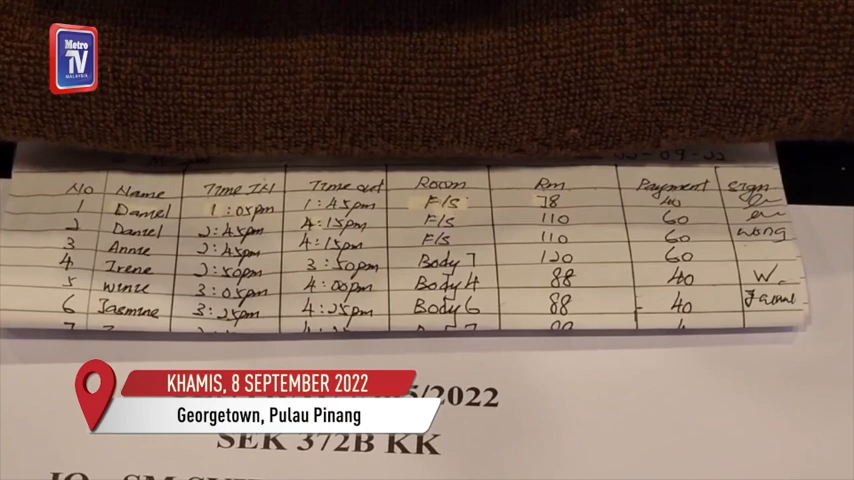 Metro
TV
MALAYSIA
No Name Time IN Time out Room Rm Payment Sign
1 Daniel 1:05pm 1:45pm F/s 78 40
2 Daniel 2:45pm 4:15pm F/s 110 60
3 Annie 2:45pm 4:15pm F/s 110 60 wong
4 Irene 2:50pm 3:50pm Body 7 120 60
5 Winie 3:05pm 4:00pm Body 4 88 40 W.
6 Jasmine 3:25pm 4:25pm Body 6 88 40
7
KHAMIS, 8 SEPTEMBER 2022
/2022
Georgetown, Pulau Pinang
SEK 372B KK